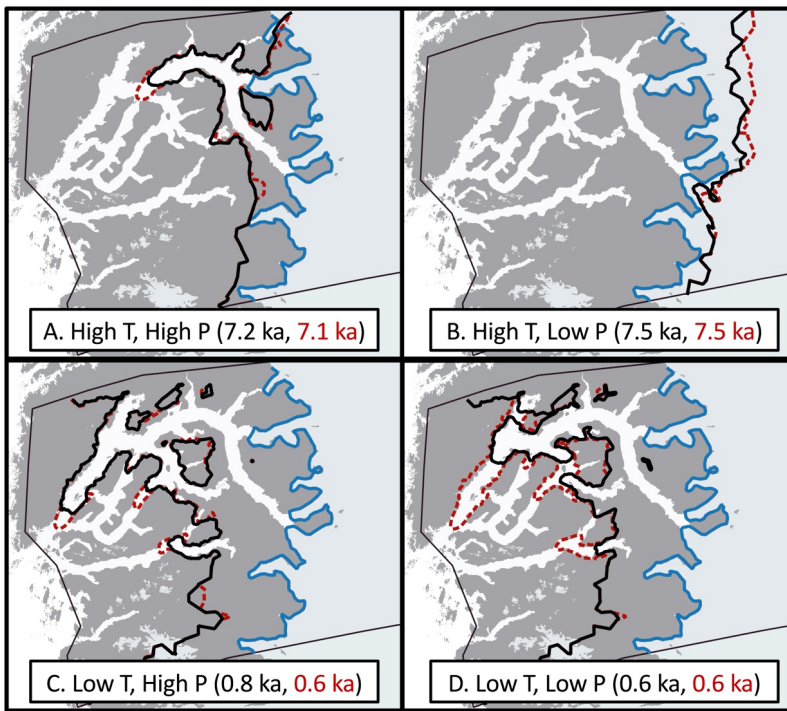 A. High T, High P (7.2 ka, 7.1 ka)
B. High T, Low P (7.5 ka, 7.5 ka)
C. Low T, High P (0.8 ka, 0.6 ka)
D. Low T, Low P (0.6 ka, 0.6 ka)